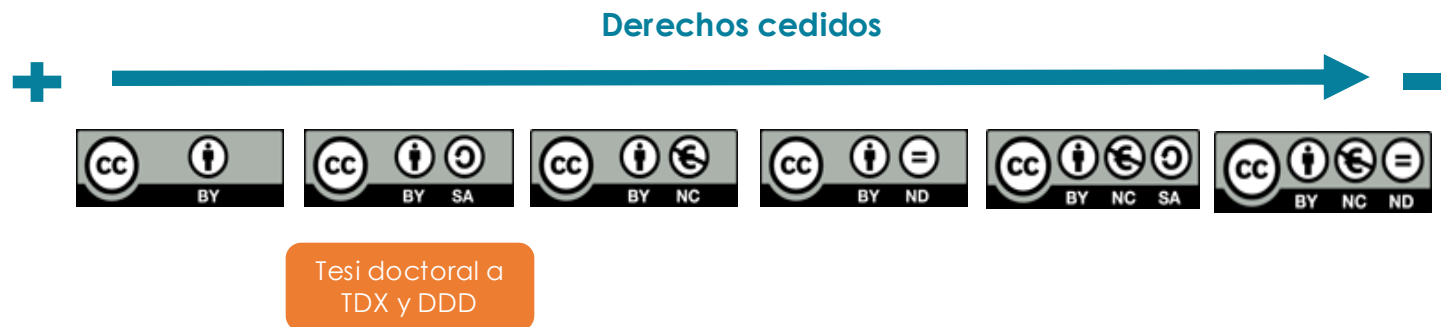 Derechos cedidos
+ -
cc BY
cc BY SA
cc BY NC
cc BY ND
cc BY NC SA
cc BY NC ND
Tesi doctoral a
TDX y DDD